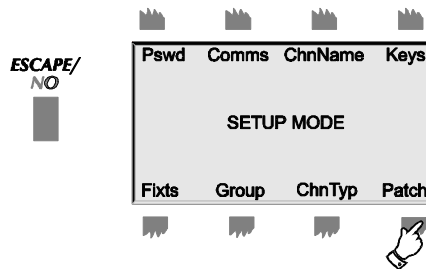 Pswd Comms ChnName Keys
ESCAPE/
NO
SETUP MODE
Fixts Group ChnTyp Patch